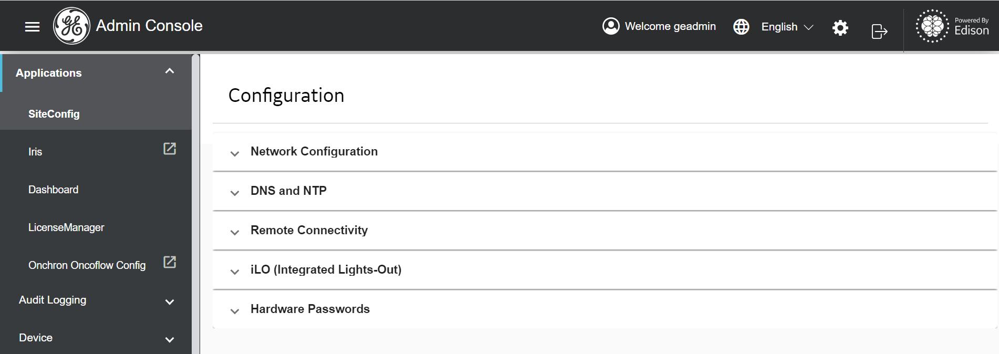 Admin Console
Welcome geadmin
English
Powered By
Edison
Applications
SiteConfig
Iris
Dashboard
LicenseManager
Onchron Oncoflow Config
Audit Logging
Device
Configuration
Network Configuration
DNS and NTP
Remote Connectivity
iLO (Integrated Lights-Out)
Hardware Passwords